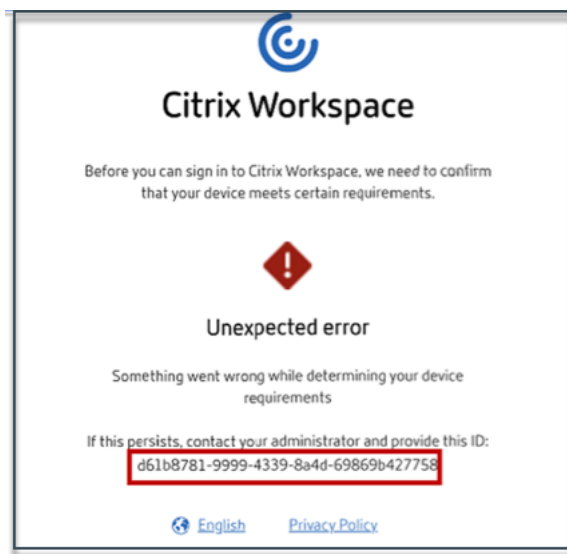 Citrix Workspace
Before you can sign in to Citrix Workspace, we need to confirm
that your device meets certain requirements.
Unexpected error
Something went wrong while determining your device
requirements
If this persists, contact your administrator and provide this ID:
d61b8781-9999-4339-8a4d-69869b427758
English Privacy Policy